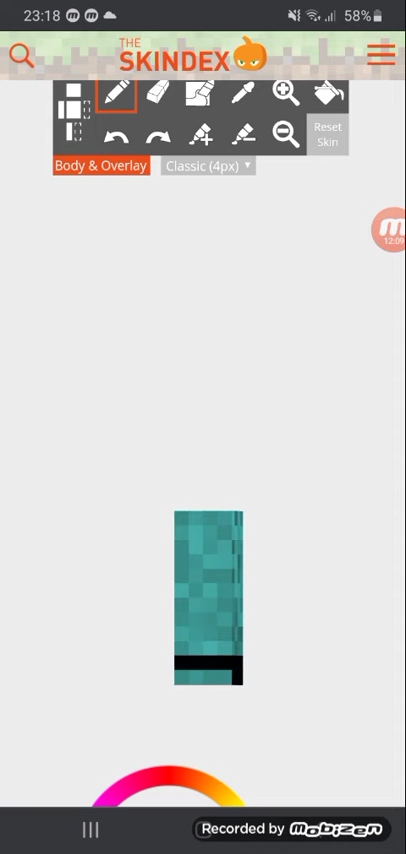 23:18
58%
THE
SKINDEX
Reset
Skin
Body & Overlay
Classic (4px)
m
12:09
Recorded by mobizen